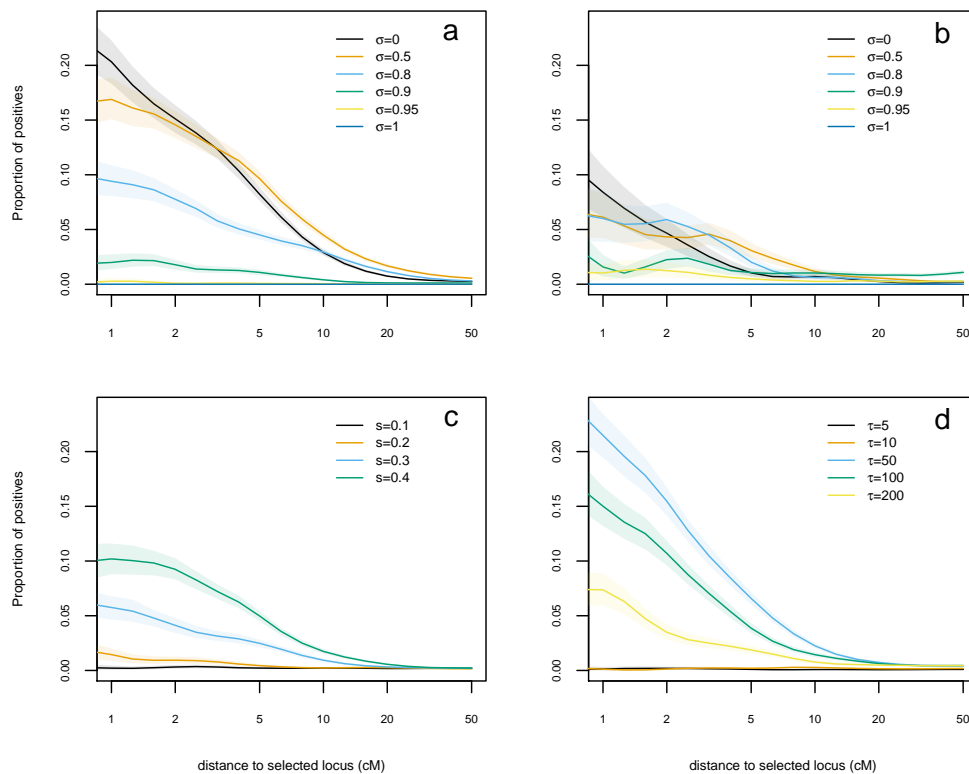 a
σ=0
σ=0.5
σ=0.8
σ=0.9
σ=0.95
σ=1
Proportion of positives
0.00 0.05 0.10 0.15 0.20
1 2 5 10 20 50
b
σ=0
σ=0.5
σ=0.8
σ=0.9
σ=0.95
σ=1
0.00 0.05 0.10 0.15 0.20
1 2 5 10 20 50
c
s=0.1
s=0.2
s=0.3
s=0.4
Proportion of positives
0.00 0.05 0.10 0.15 0.20
1 2 5 10 20 50
distance to selected locus (cM)
d
τ=5
τ=10
τ=50
τ=100
τ=200
0.00 0.05 0.10 0.15 0.20
1 2 5 10 20 50
distance to selected locus (cM)